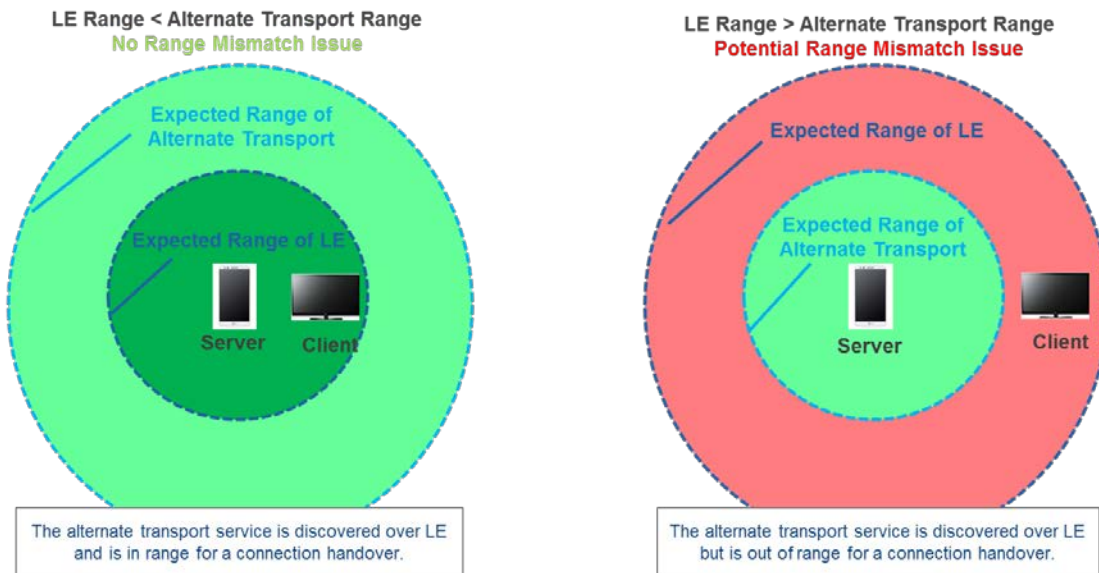 LE Range < Alternate Transport Range
No Range Mismatch Issue
Expected Range of
Alternate Transport
Expected Range of LE
Server
Client
The alternate transport service is discovered over LE
and is in range for a connection handover.
LE Range > Alternate Transport Range
Potential Range Mismatch Issue
Expected Range of LE
Expected Range of
Alternate Transport
Server
Client
The alternate transport service is discovered over LE
but is out of range for a connection handover.